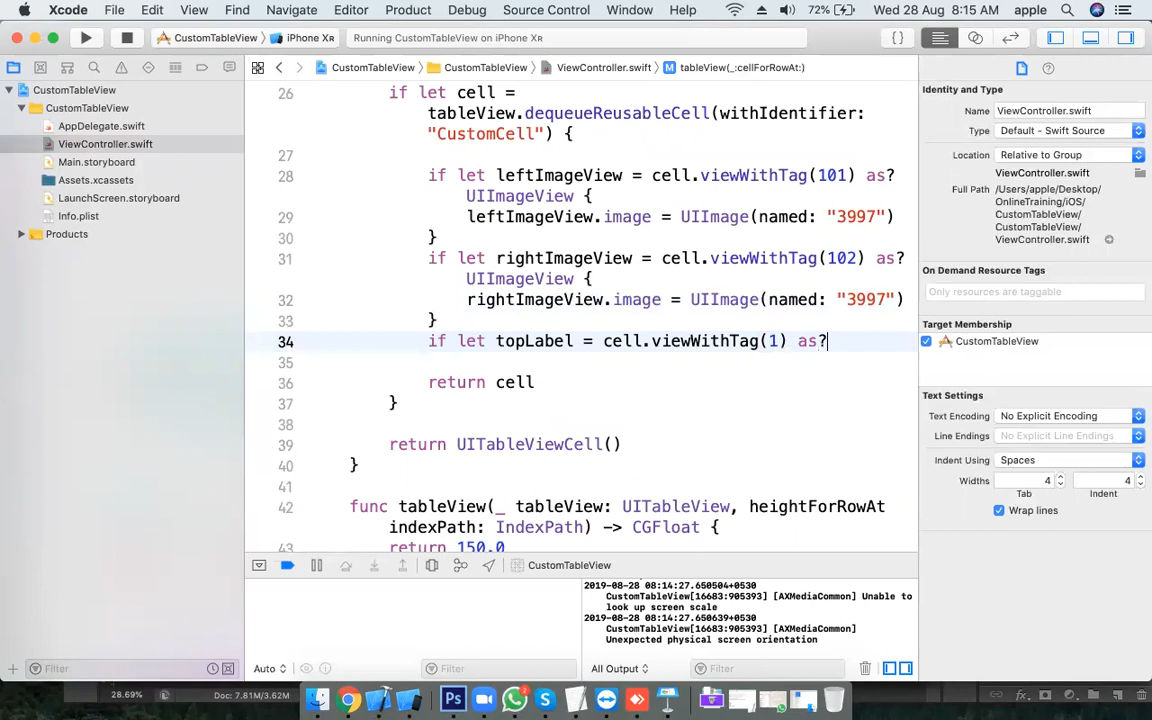 Xcode File Edit View Find Navigate Editor Product Debug Source Control Window Help 72% Wed 28 Aug 8:15 AM apple
CustomTableView iPhone Xʀ Running CustomTableView on iPhone Xʀ { }
CustomTableView CustomTableView ViewController.swift M tableView(_:cellForRowAt:)
CustomTableView
CustomTableView
AppDelegate.swift
ViewController.swift
Main.storyboard
Assets.xcassets
LaunchScreen.storyboard
Info.plist
Products
26 if let cell =
tableView.dequeueReusableCell(withIdentifier:
"CustomCell") {
27
28 if let leftImageView = cell.viewWithTag(101) as?
UIImageView {
29 leftImageView.image = UIImage(named: "3997")
30 }
31 if let rightImageView = cell.viewWithTag(102) as?
UIImageView {
32 rightImageView.image = UIImage(named: "3997")
33 }
34 if let topLabel = cell.viewWithTag(1) as?
35
36 return cell
37 }
38
39 return UITableViewCell()
40 }
41
42 func tableView(_ tableView: UITableView, heightForRowAt
indexPath: IndexPath) -> CGFloat {
43 return 150.0
Identity and Type
Name ViewController.swift
Type Default - Swift Source
Location Relative to Group
ViewController.swift
Full Path /Users/apple/Desktop/
OnlineTraining/iOS/
CustomTableView/
CustomTableView/
ViewController.swift
On Demand Resource Tags
Only resources are taggable
Target Membership
CustomTableView
Text Settings
Text Encoding No Explicit Encoding
Line Endings No Explicit Line Endings
Indent Using Spaces
Widths 4 4
Tab Indent
Wrap lines
CustomTableView
2019-08-28 08:14:27.650504+0530
CustomTableView[16683:905393] [AXMediaCommon] Unable to
look up screen scale
2019-08-28 08:14:27.650639+0530
CustomTableView[16683:905393] [AXMediaCommon]
Unexpected physical screen orientation
Filter Auto Filter All Output Filter
28.69% Doc: 7.81M/3.62M Ps S fx